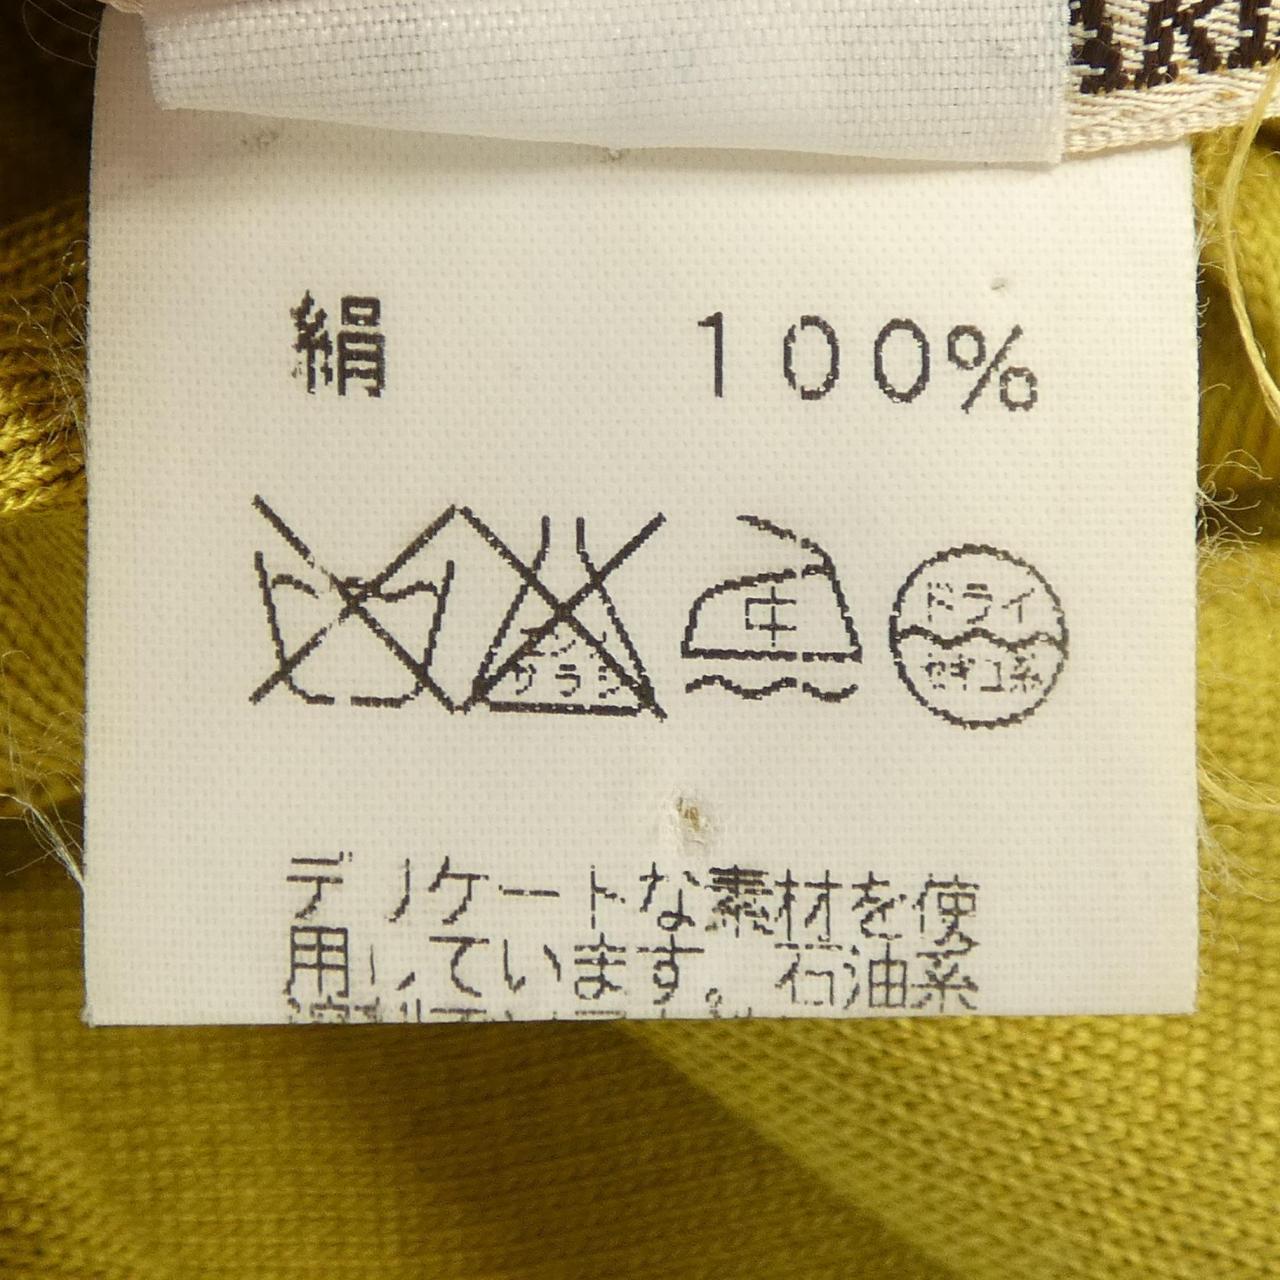 絹 100%
中
ドライ
セキユ系
デリケートな素材を使
用しています。石油系